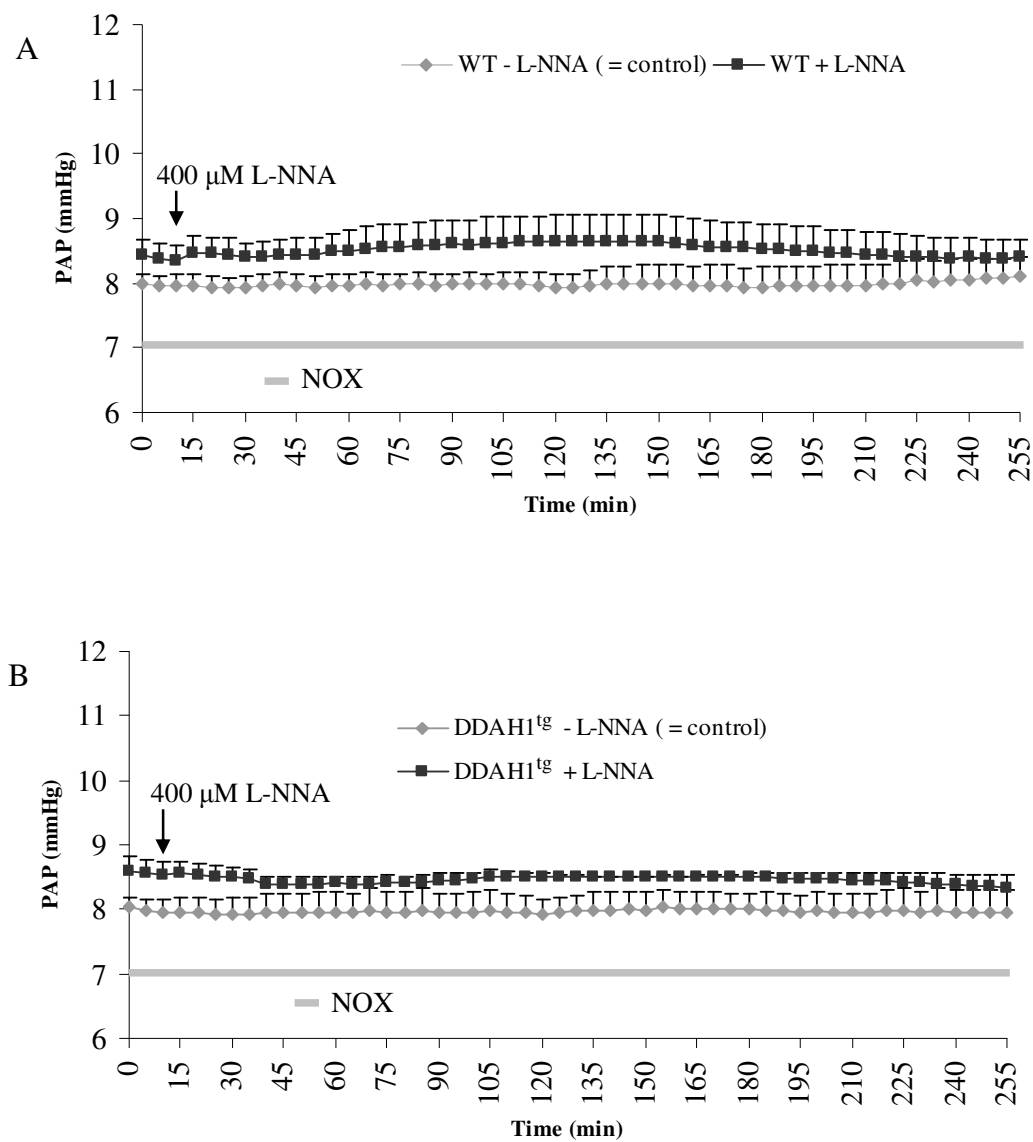 A
12
11
10
9
8
7
6
PAP (mmHg)
WT - L-NNA ( = control) WT + L-NNA
400 μM L-NNA
NOX
0 15 30 45 60 75 90 105 120 135 150 165 180 195 210 225 240 255
Time (min)
B
12
11
10
9
8
7
6
PAP (mmHg)
DDAH1tg - L-NNA ( = control)
DDAH1tg + L-NNA
400 μM L-NNA
NOX
0 15 30 45 60 75 90 105 120 135 150 165 180 195 210 225 240 255
Time (min)